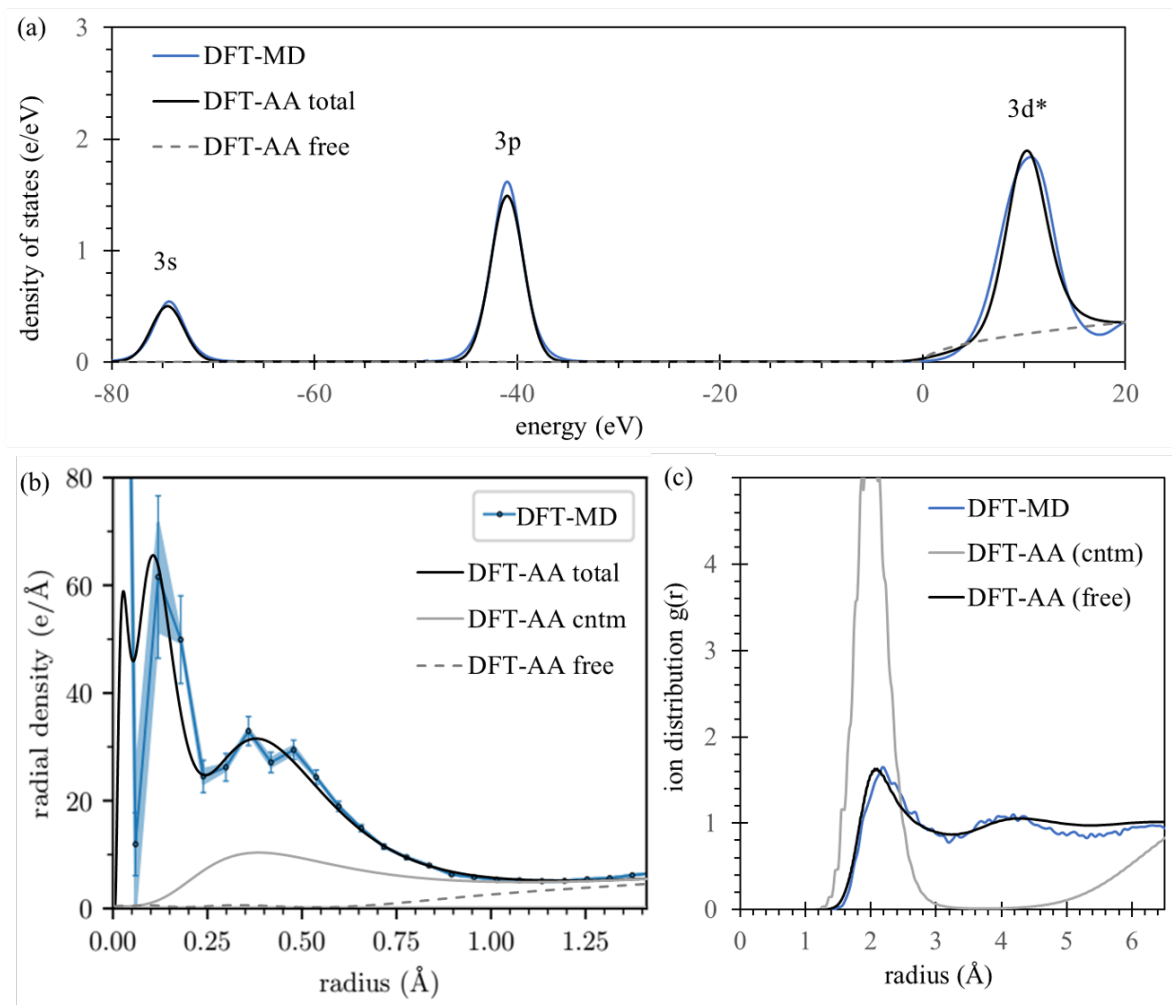 (a)
3
2
1
0
density of states (e/eV)
DFT-MD
DFT-AA total
DFT-AA free
3s
3p
3d*
-80
-60
-40
-20
0
20
energy (eV)
(b)
80
60
40
20
0
radial density (e/Å)
DFT-MD
DFT-AA total
DFT-AA cntm
DFT-AA free
0.00
0.25
0.50
0.75
1.00
1.25
radius (Å)
(c)
4
3
2
1
0
ion distribution g(r)
DFT-MD
DFT-AA (cntm)
DFT-AA (free)
0
1
2
3
4
5
6
radius (Å)